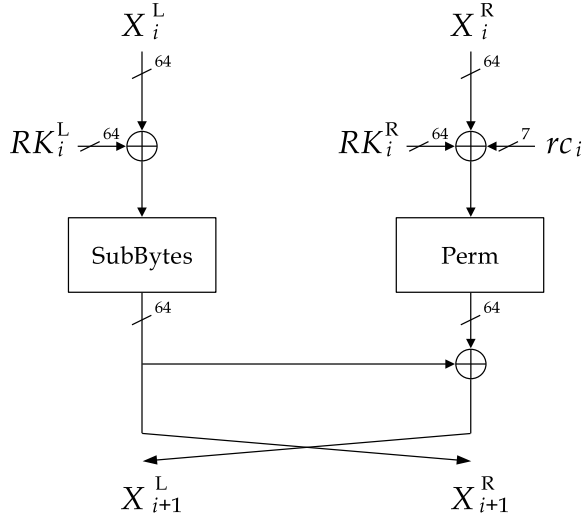 X_i^L X_i^R
64 64
RK_i^L 64 RK_i^R 64 7 rc_i
SubBytes Perm
64 64
X_{i+1}^L X_{i+1}^R